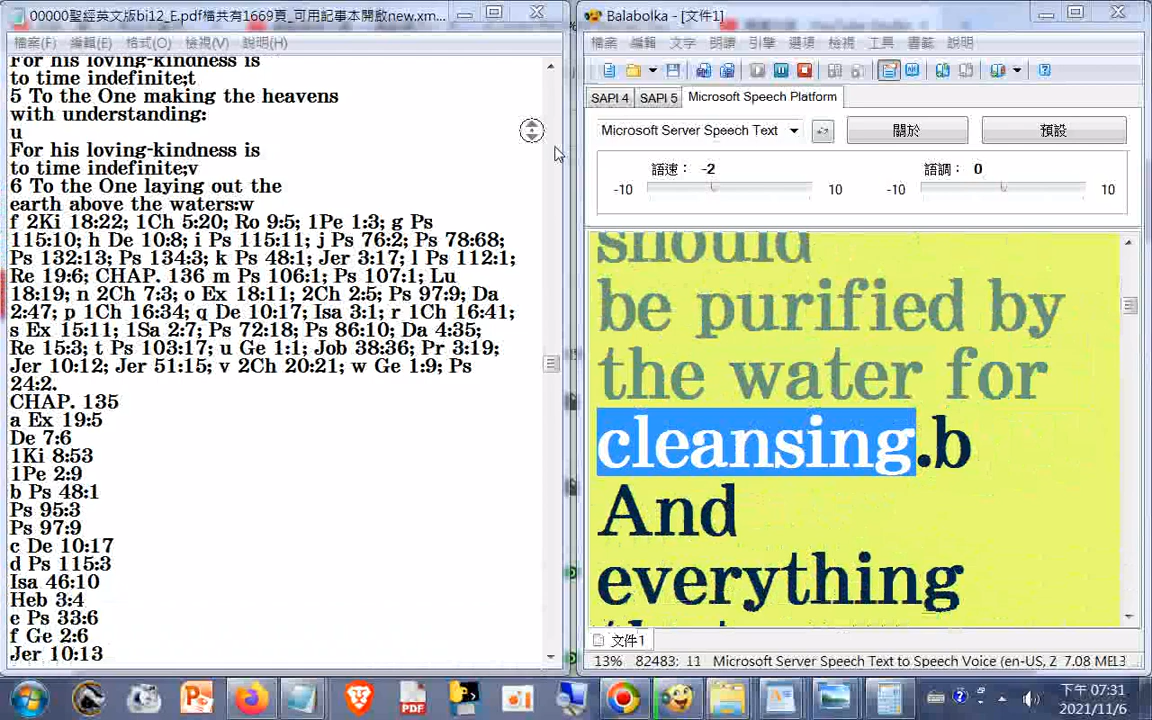 00000聖經英文版bi12_E.pdf檔共有1669頁_可用記事本開啟new.xm...
檔案(F) 編輯(E) 格式(O) 檢視(V) 說明(H)
For his loving-kindness is
to time indefinite;t
5 To the One making the heavens
with understanding:
u
For his loving-kindness is
to time indefinite;v
6 To the One laying out the
earth above the waters:w
f 2Ki 18:22; 1Ch 5:20; Ro 9:5; 1Pe 1:3; g Ps
115:10; h De 10:8; i Ps 115:11; j Ps 76:2; Ps 78:68;
Ps 132:13; Ps 134:3; k Ps 48:1; Jer 3:17; l Ps 112:1;
Re 19:6; CHAP. 136 m Ps 106:1; Ps 107:1; Lu
18:19; n 2Ch 7:3; o Ex 18:11; 2Ch 2:5; Ps 97:9; Da
2:47; p 1Ch 16:34; q De 10:17; Isa 3:1; r 1Ch 16:41;
s Ex 15:11; 1Sa 2:7; Ps 72:18; Ps 86:10; Da 4:35;
Re 15:3; t Ps 103:17; u Ge 1:1; Job 38:36; Pr 3:19;
Jer 10:12; Jer 51:15; v 2Ch 20:21; w Ge 1:9; Ps
24:2.
CHAP. 135
a Ex 19:5
De 7:6
1Ki 8:53
1Pe 2:9
b Ps 48:1
Ps 95:3
Ps 97:9
c De 10:17
d Ps 115:3
Isa 46:10
Heb 3:4
e Ps 33:6
f Ge 2:6
Jer 10:13
Balabolka - [文件1]
檔案 編輯 文字 朗讀 引擎 選項 檢視 工具 書籤 說明
SAPI 4 SAPI 5 Microsoft Speech Platform
Microsoft Server Speech Text 關於 預設
語速： -2 語調： 0
-10 10 -10 10
should
be purified by
the water for
cleansing.b
And
everything
文件1
13% 82483: 11 Microsoft Server Speech Text to Speech Voice (en-US, Z 7.08 МЕ13
下午 07:31
2021/11/6